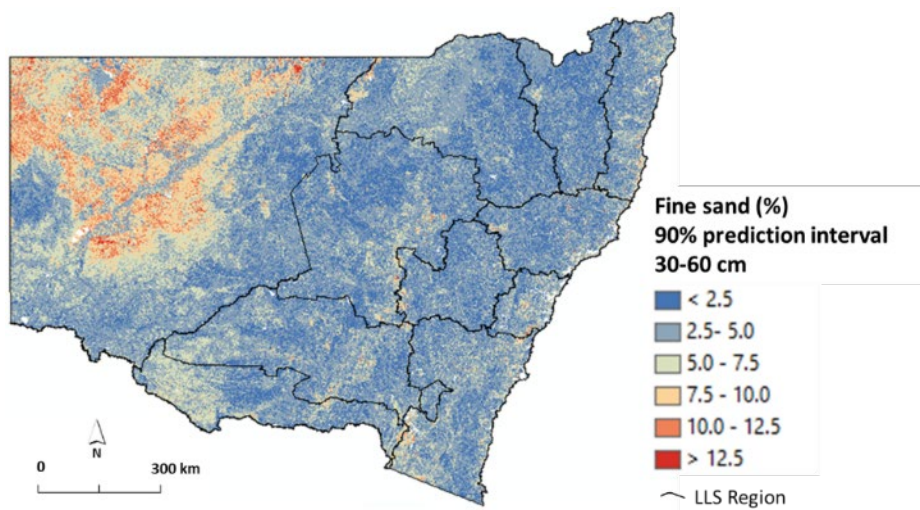 Fine sand (%)
90% prediction interval
30-60 cm
< 2.5
2.5- 5.0
5.0 - 7.5
7.5 - 10.0
10.0 - 12.5
> 12.5
LLS Region
N
0 300 km